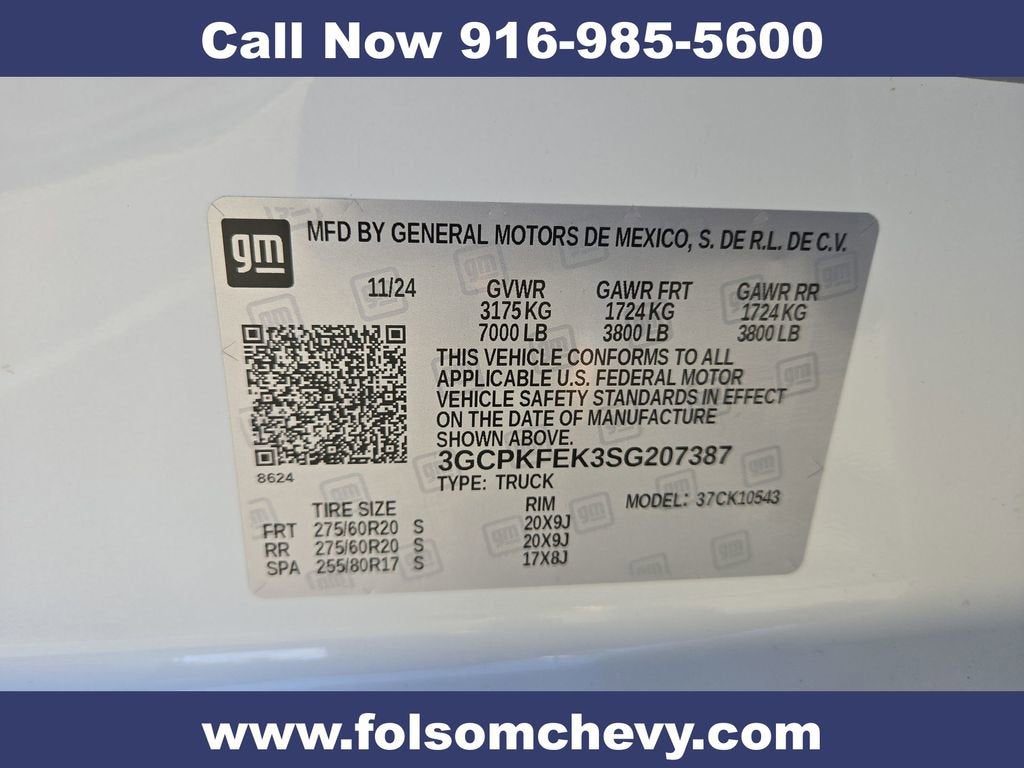 Call Now 916-985-5600
gm
MFD BY GENERAL MOTORS DE MEXICO, S. DE R.L. DE C.V.
11/24 GVWR GAWR FRT GAWR RR
3175 KG 1724 KG 1724 KG
7000 LB 3800 LB 3800 LB
THIS VEHICLE CONFORMS TO ALL
APPLICABLE U.S. FEDERAL MOTOR
VEHICLE SAFETY STANDARDS IN EFFECT
ON THE DATE OF MANUFACTURE
SHOWN ABOVE.
3GCPKFEK3SG207387
8624
TYPE: TRUCK
TIRE SIZE RIM MODEL: 37CK10543
FRT 275/60R20 S 20X9J
RR 275/60R20 S 20X9J
SPA 255/80R17 S 17X8J
www.folsomchevy.com